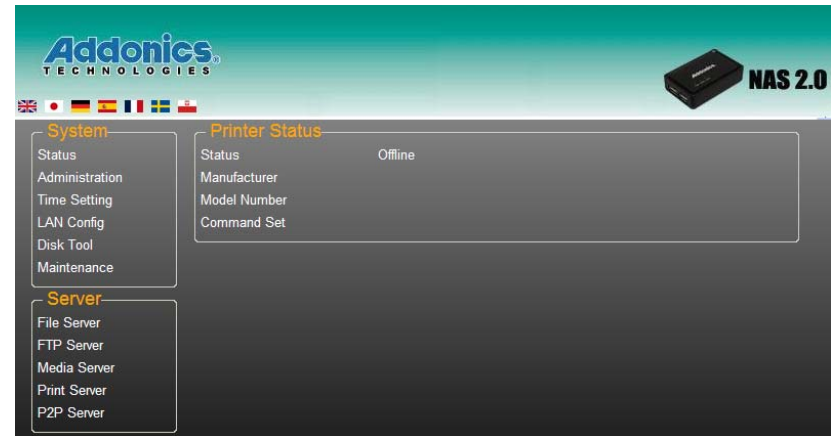 Addonics®
TECHNOLOGIES
NAS 2.0
System
Status
Administration
Time Setting
LAN Config
Disk Tool
Maintenance
Printer Status
Status Offline
Manufacturer
Model Number
Command Set
Server
File Server
FTP Server
Media Server
Print Server
P2P Server